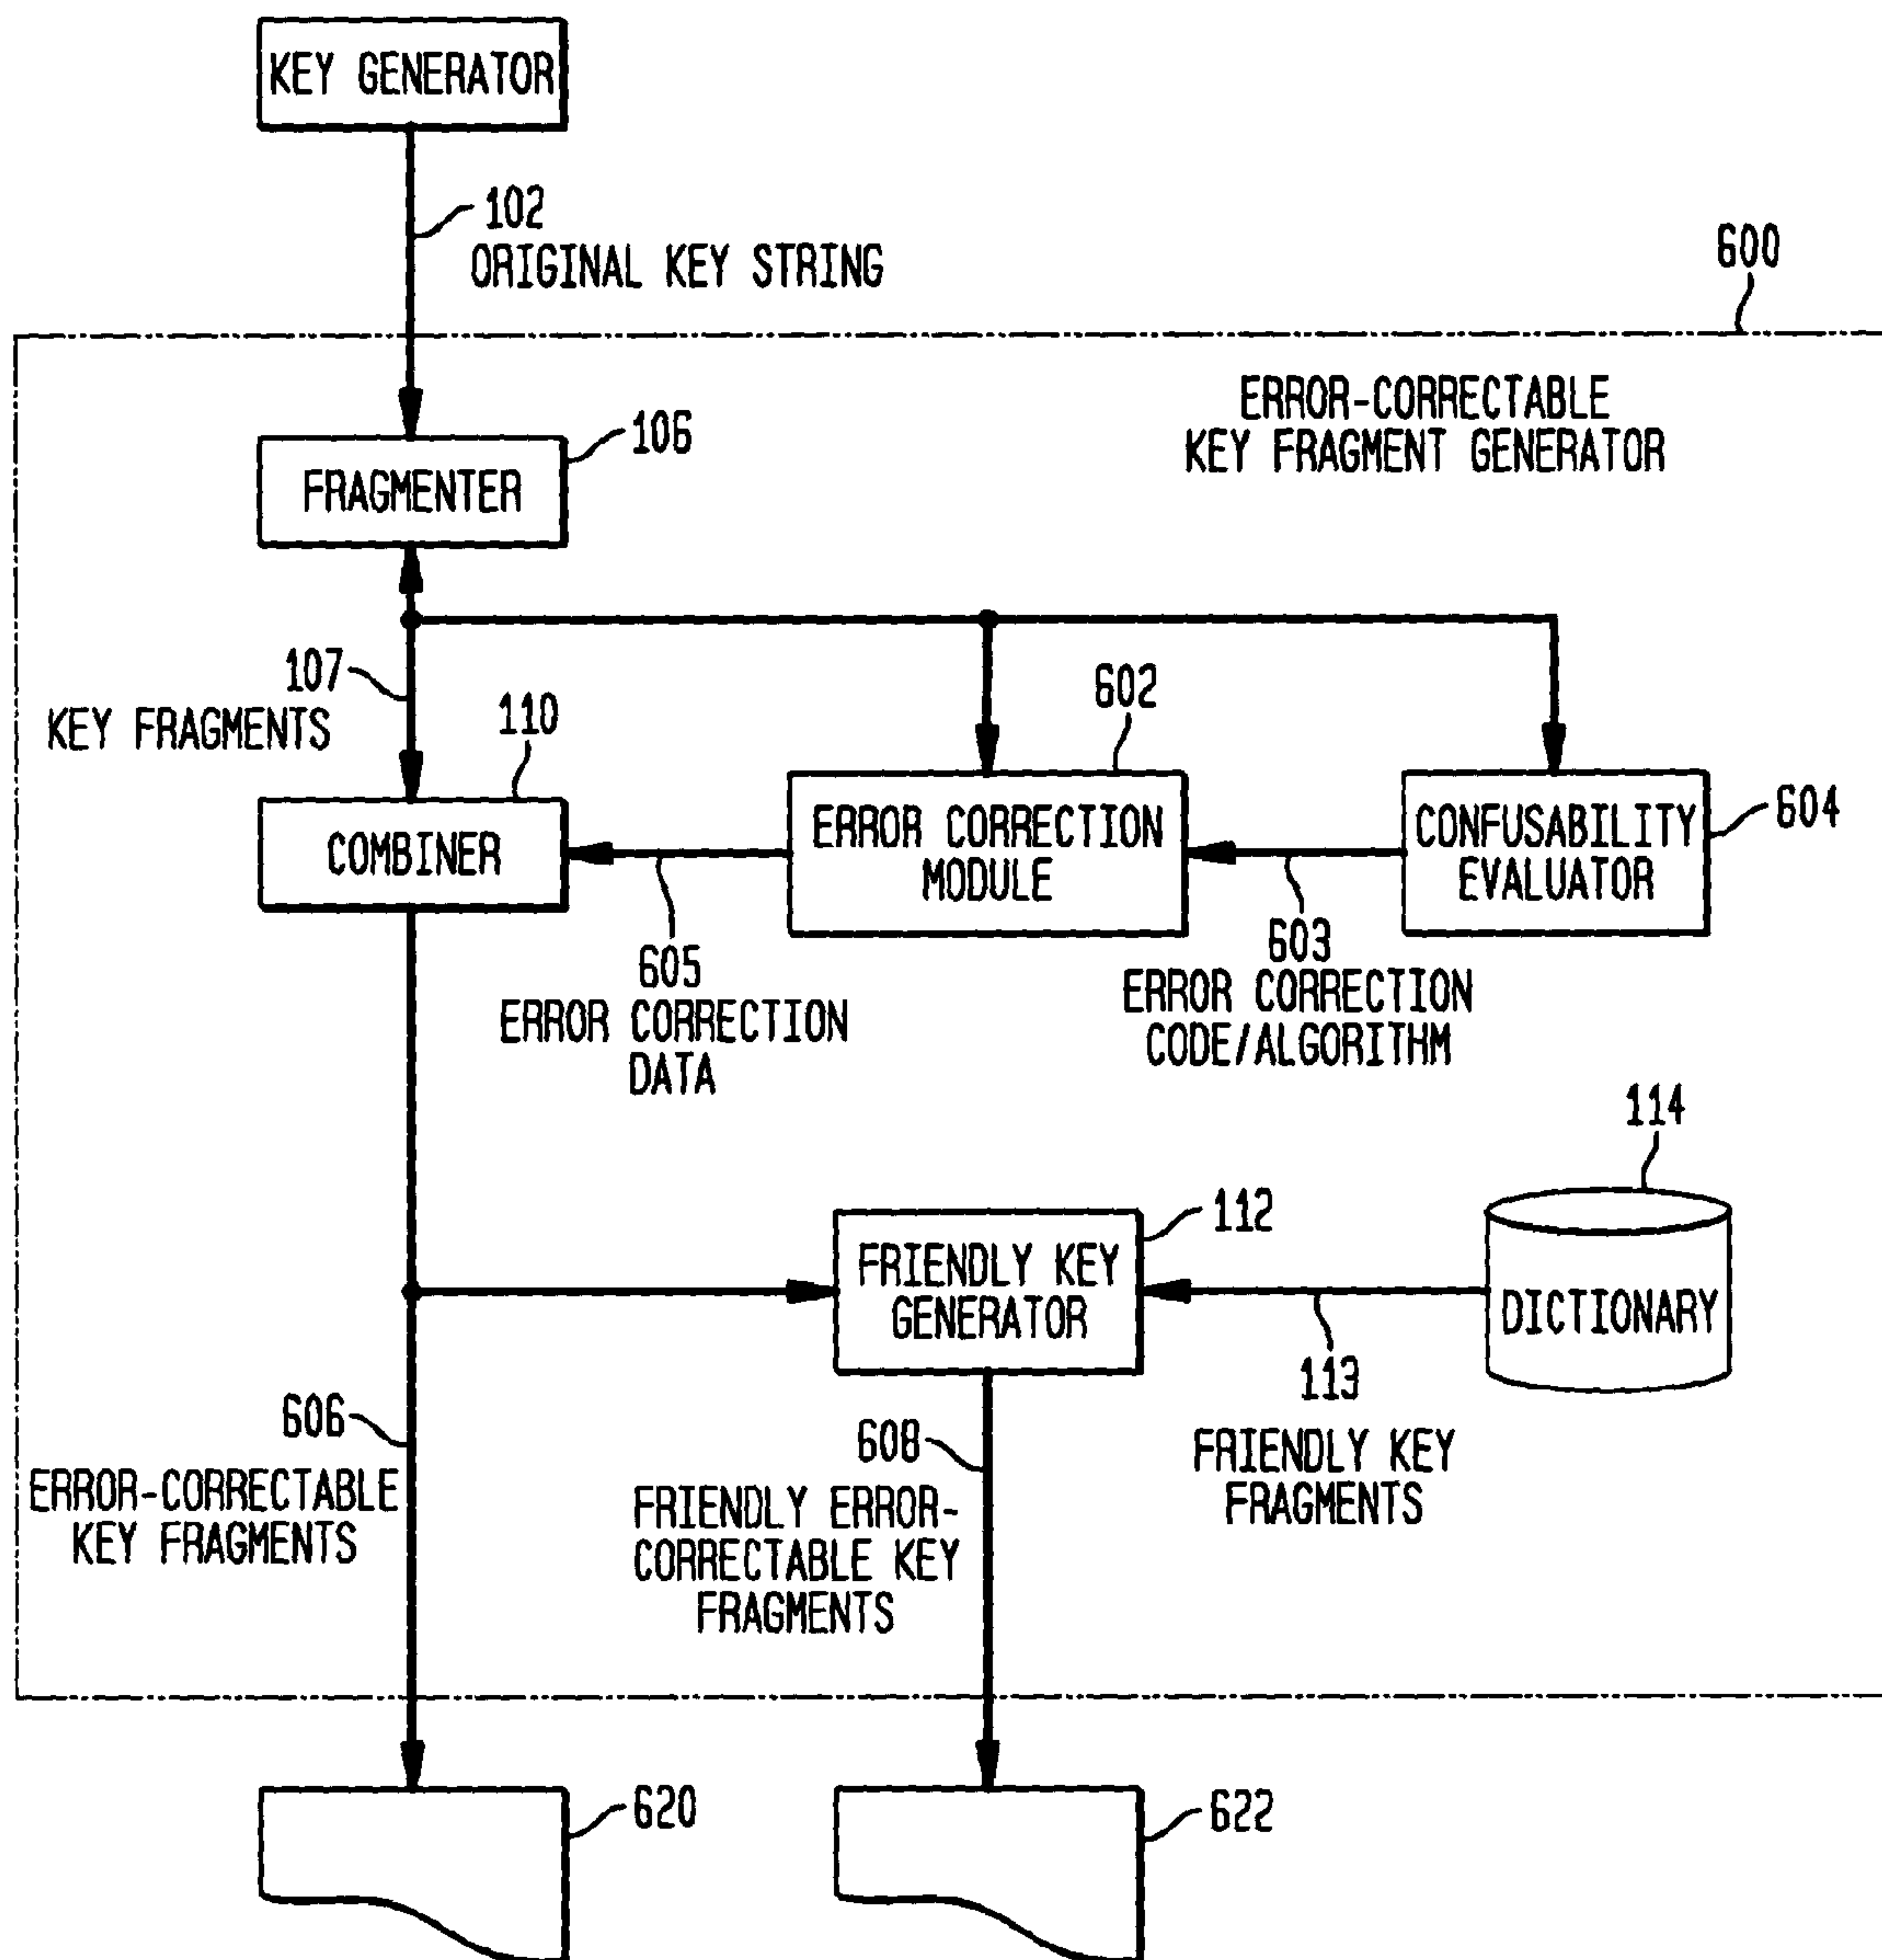 KEY GENERATOR
102
ORIGINAL KEY STRING
600
ERROR-CORRECTABLE
KEY FRAGMENT GENERATOR
106
FRAGMENTER
107
KEY FRAGMENTS
110
COMBINER
602
ERROR CORRECTION
MODULE
CONFUSABILITY
EVALUATOR
604
605
ERROR CORRECTION
DATA
603
ERROR CORRECTION
CODE/ALGORITHM
114
112
FRIENDLY KEY
GENERATOR
DICTIONARY
113
FRIENDLY KEY
FRAGMENTS
606
ERROR-CORRECTABLE
KEY FRAGMENTS
608
FRIENDLY ERROR-
CORRECTABLE KEY
FRAGMENTS
620
622